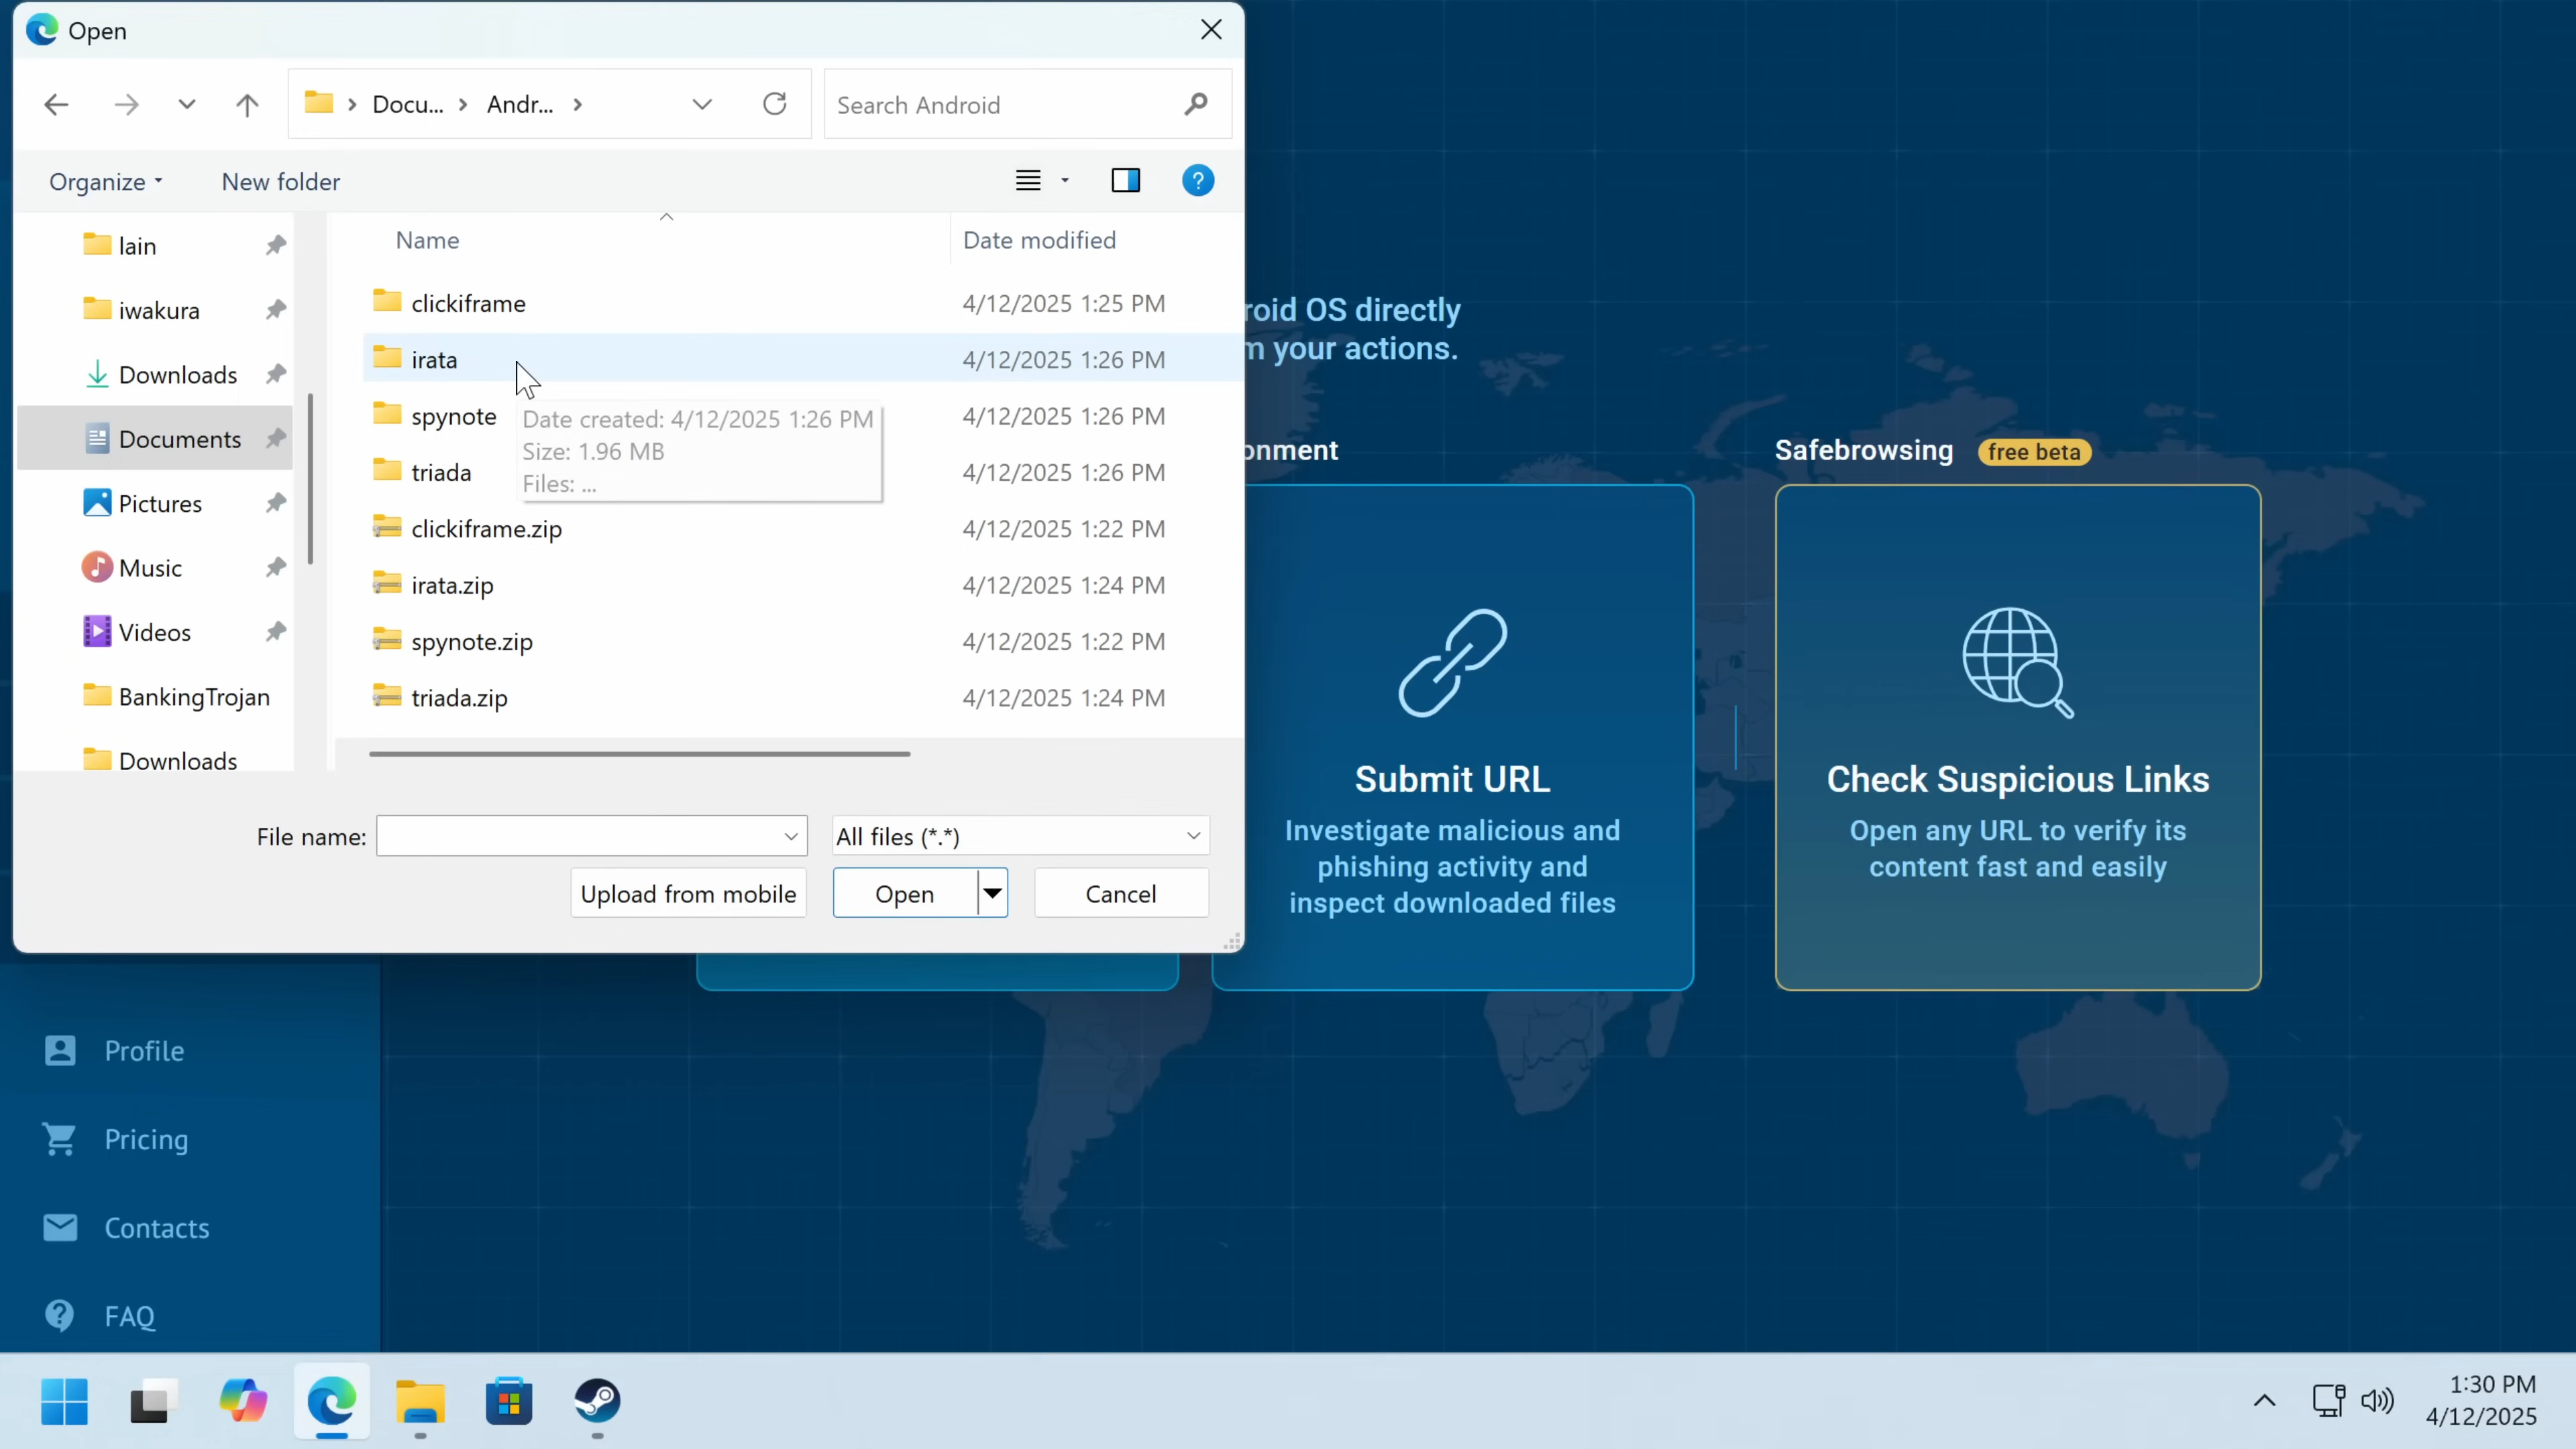 Open
Docu...
Andr...
Search Android
Organize
New folder
lain
iwakura
Downloads
Documents
Pictures
Music
Videos
BankingTrojan
Downloads
Name
Date modified
clickiframe 4/12/2025 1:25 PM
irata 4/12/2025 1:26 PM
spynote 4/12/2025 1:26 PM
triada 4/12/2025 1:26 PM
clickiframe.zip 4/12/2025 1:22 PM
irata.zip 4/12/2025 1:24 PM
spynote.zip 4/12/2025 1:22 PM
triada.zip 4/12/2025 1:24 PM
Date created: 4/12/2025 1:26 PM
Size: 1.96 MB
Files: ...
File name:
All files (*.*)
Upload from mobile
Open
Cancel
roid OS directly
m your actions.
onment
Submit URL
Investigate malicious and
phishing activity and
inspect downloaded files
Safebrowsing free beta
Check Suspicious Links
Open any URL to verify its
content fast and easily
Profile
Pricing
Contacts
FAQ
1:30 PM
4/12/2025